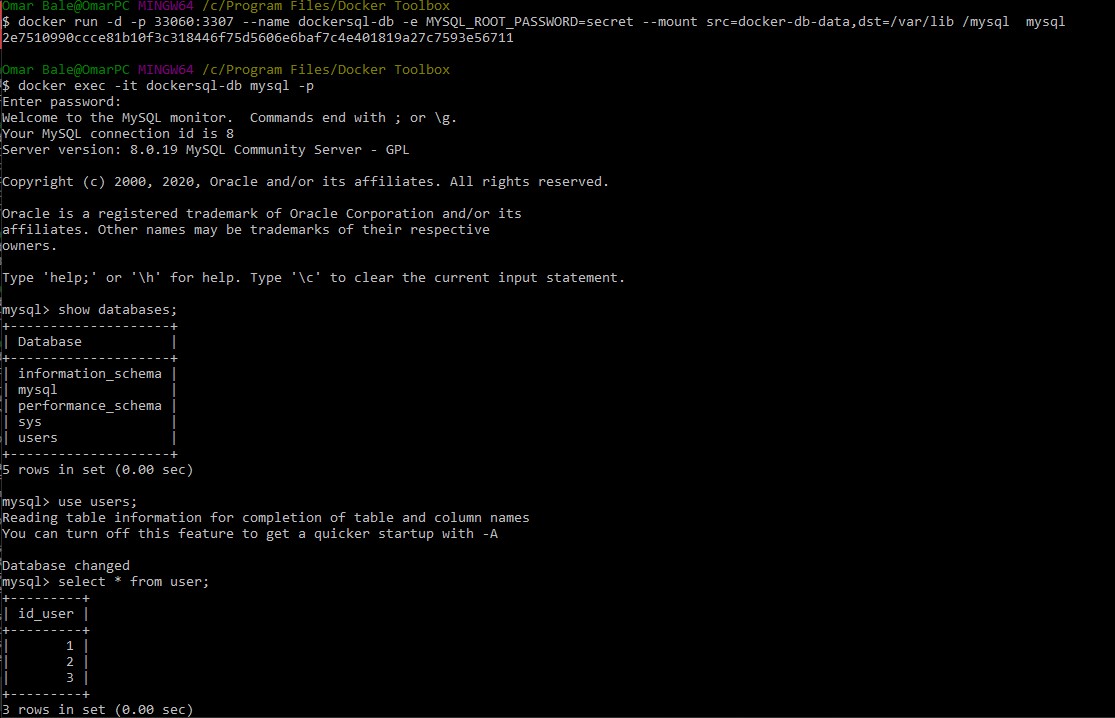 Omar Bale@OmarPC MINGW64 /c/Program Files/Docker Toolbox
$ docker run -d -p 33060:3307 --name dockersql-db -e MYSQL_ROOT_PASSWORD=secret --mount src=docker-db-data,dst=/var/lib /mysql  mysql
2e7510990ccce81b10f3c318446f75d5606e6baf7c4e401819a27c7593e56711

Omar Bale@OmarPC MINGW64 /c/Program Files/Docker Toolbox
$ docker exec -it dockersql-db mysql -p
Enter password:
Welcome to the MySQL monitor.  Commands end with ; or \g.
Your MySQL connection id is 8
Server version: 8.0.19 MySQL Community Server - GPL

Copyright (c) 2000, 2020, Oracle and/or its affiliates. All rights reserved.

Oracle is a registered trademark of Oracle Corporation and/or its
affiliates. Other names may be trademarks of their respective
owners.

Type 'help;' or '\h' for help. Type '\c' to clear the current input statement.

mysql> show databases;
+--------------------+
| Database           |
+--------------------+
| information_schema |
| mysql              |
| performance_schema |
| sys                |
| users              |
+--------------------+
5 rows in set (0.00 sec)

mysql> use users;
Reading table information for completion of table and column names
You can turn off this feature to get a quicker startup with -A

Database changed
mysql> select * from user;
+---------+
| id_user |
+---------+
|       1 |
|       2 |
|       3 |
+---------+
3 rows in set (0.00 sec)